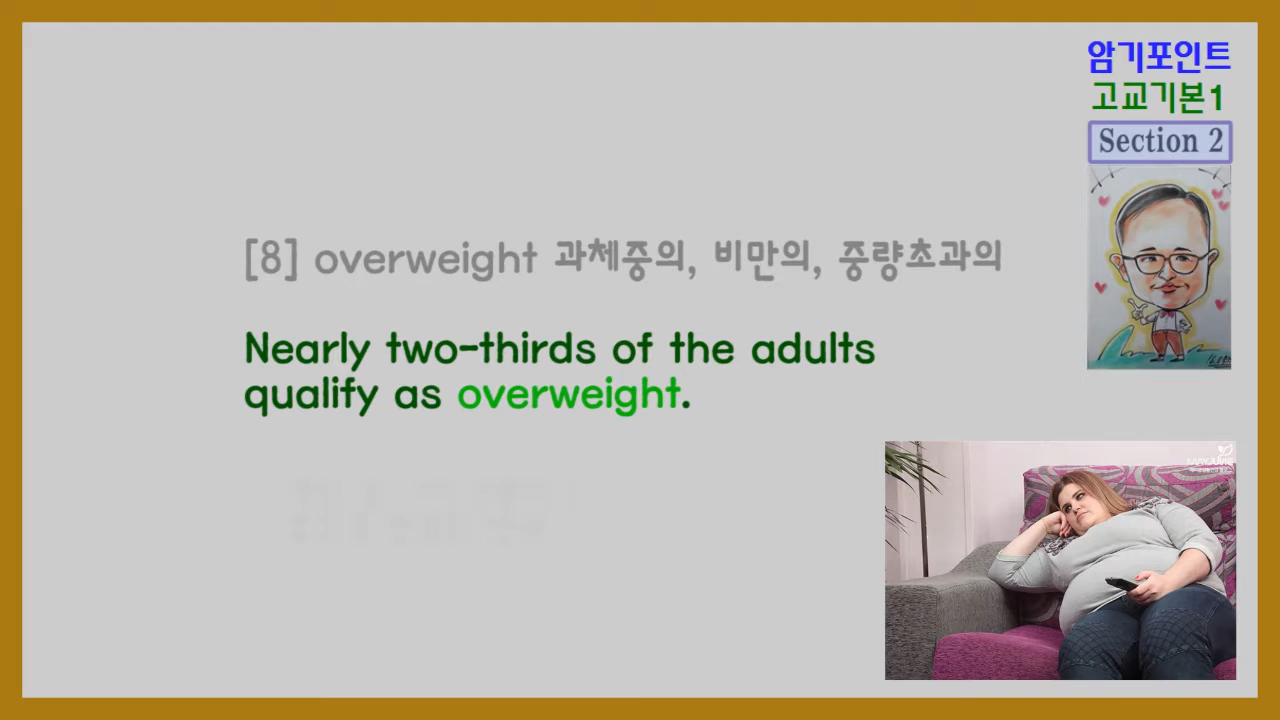 암기포인트
고교기본1
Section 2
[8] overweight 과체중의, 비만의, 중량초과의
Nearly two-thirds of the adults
qualify as overweight.